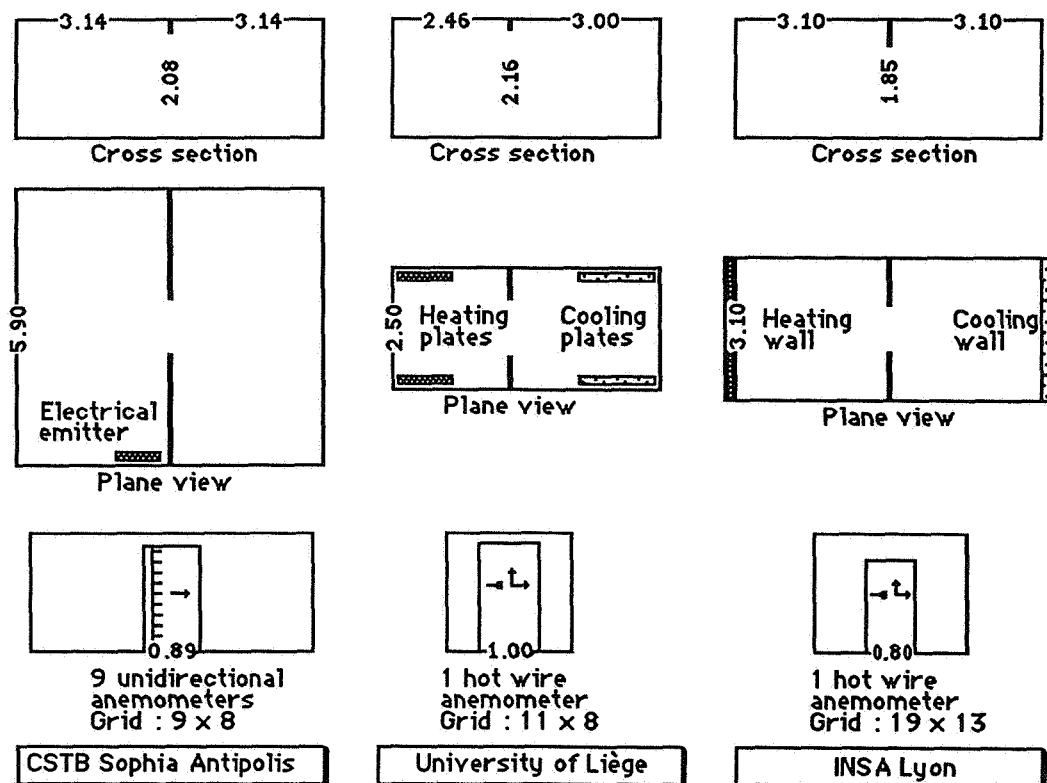 3.14 3.14
2.08
Cross section
2.46 3.00
2.16
Cross section
3.10 3.10
1.85
Cross section
5.90
Electrical
emitter
Plane view
2.50
Heating
plates
Cooling
plates
Plane view
3.10
Heating
wall
Cooling
wall
Plane view
0.89
9 unidirectional
anemometers
Grid : 9 x 8
CSTB Sophia Antipolis
1.00
1 hot wire
anemometer
Grid : 11 x 8
University of Liège
0.80
1 hot wire
anemometer
Grid : 19 x 13
INSA Lyon